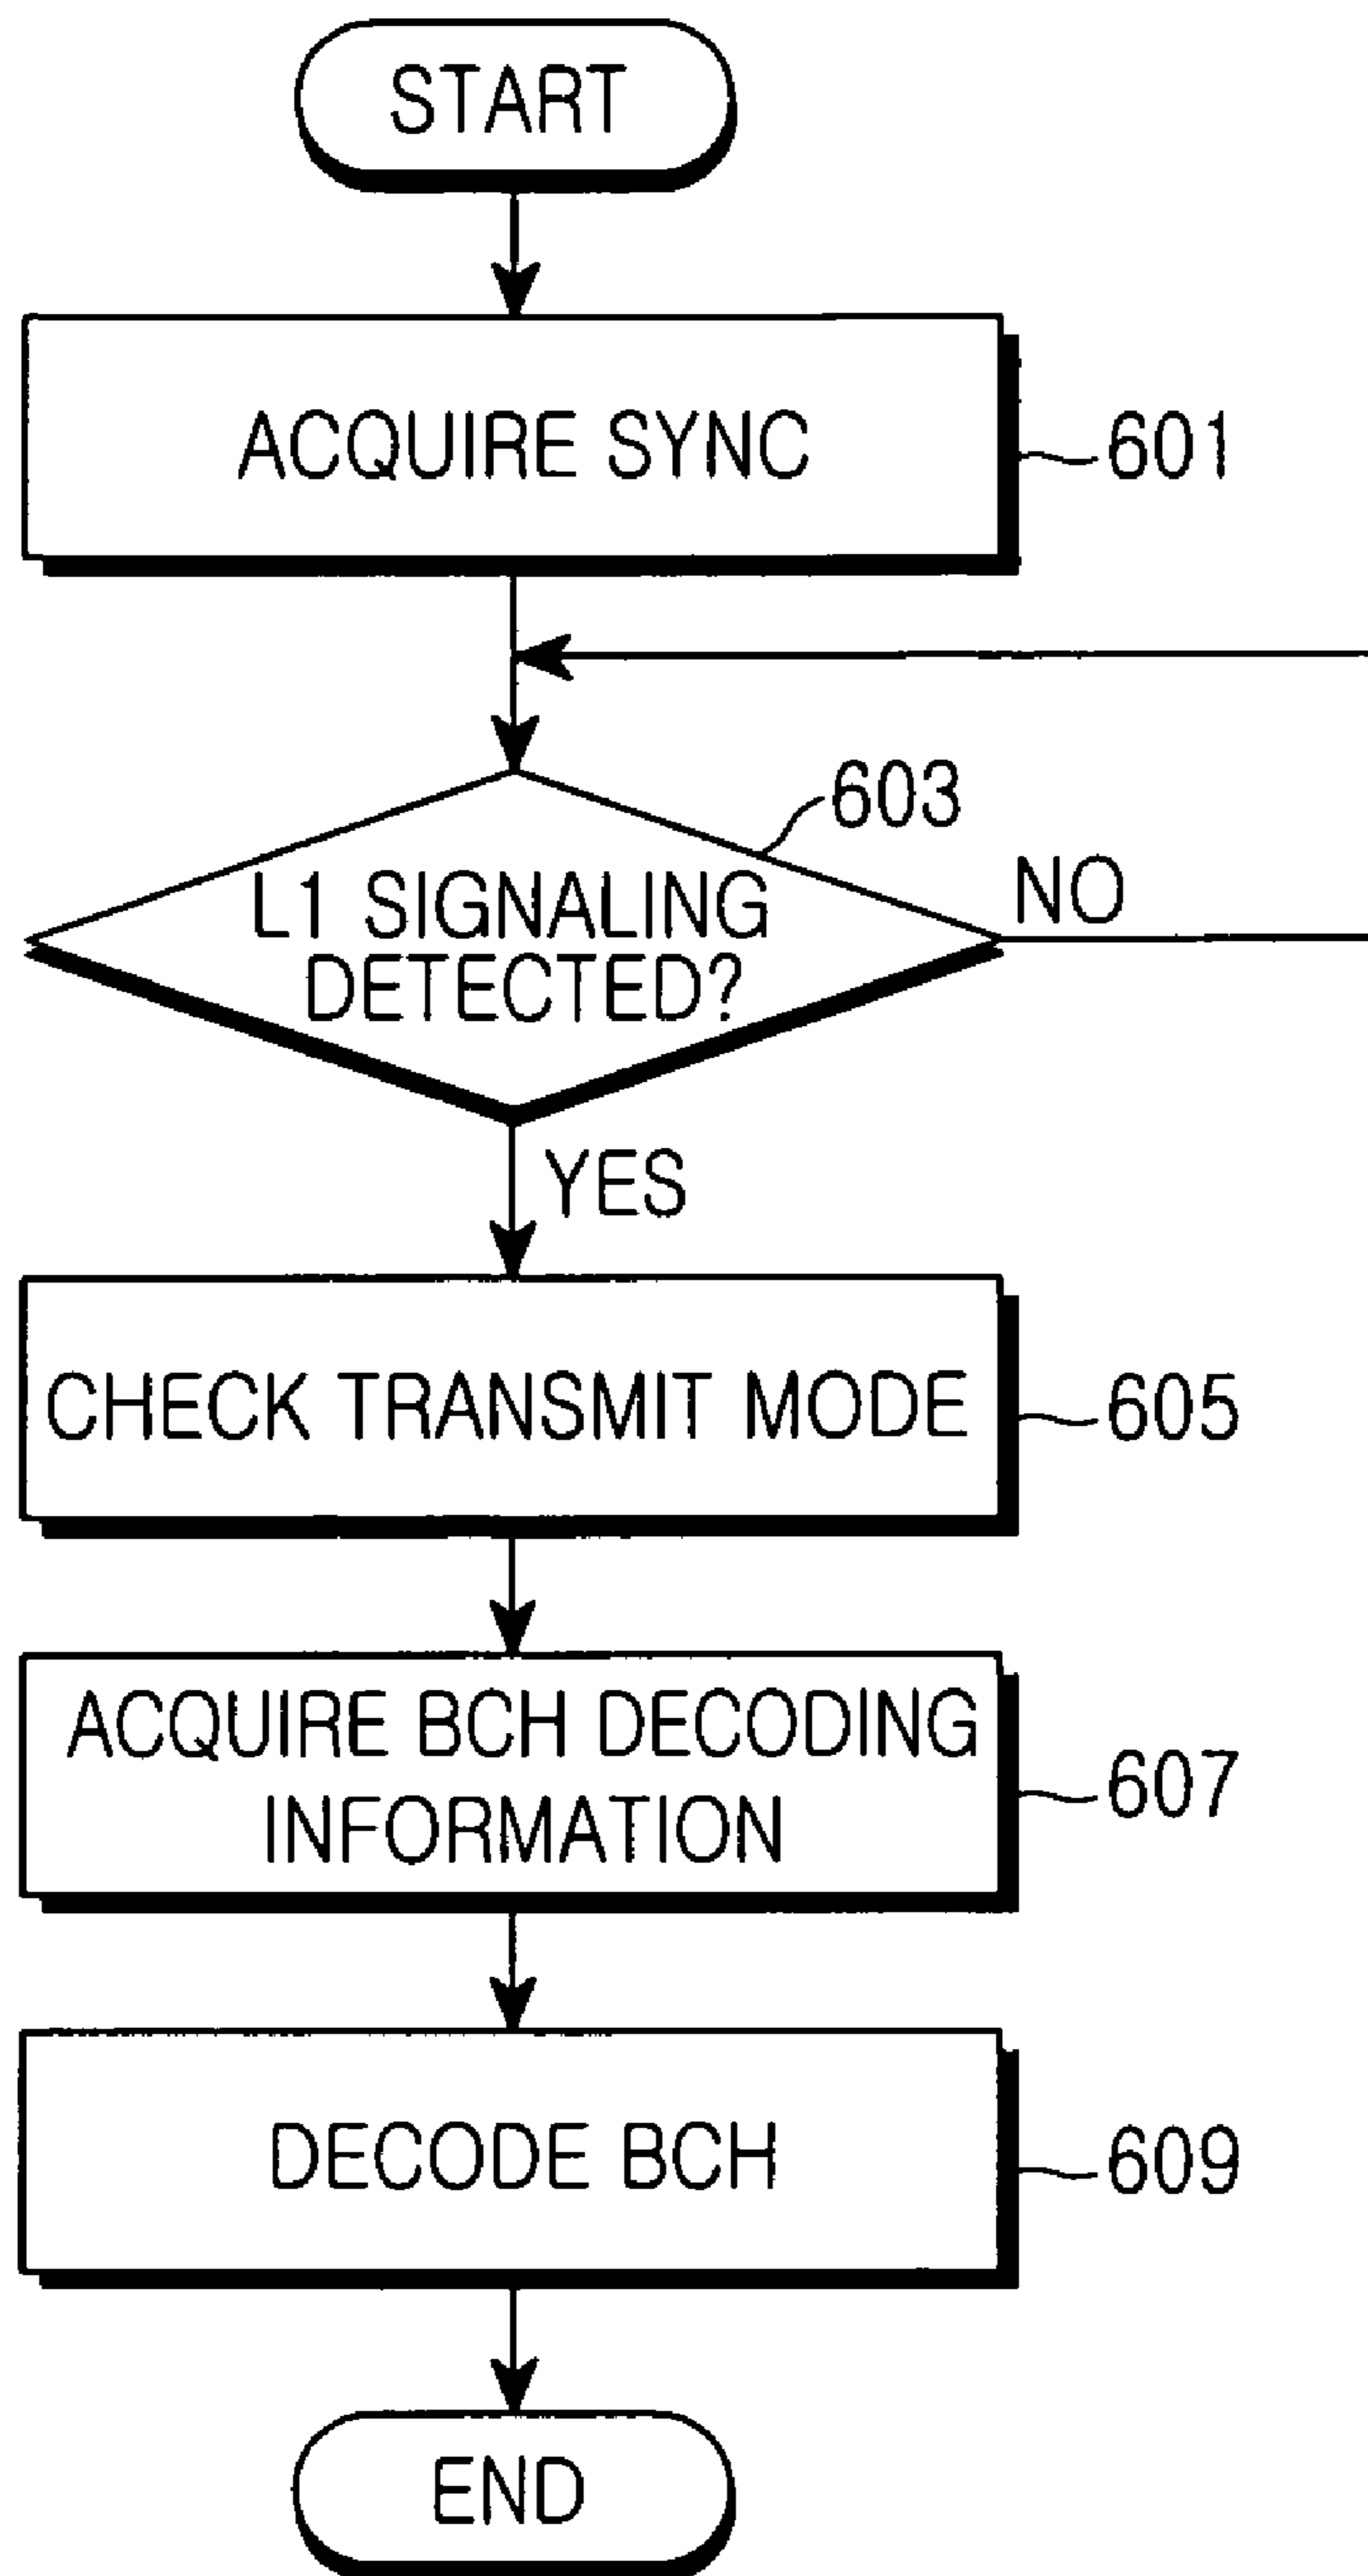 START
ACQUIRE SYNC
601
603
L1 SIGNALING
DETECTED?
NO
YES
CHECK TRANSMIT MODE
605
ACQUIRE BCH DECODING
INFORMATION
607
DECODE BCH
609
END